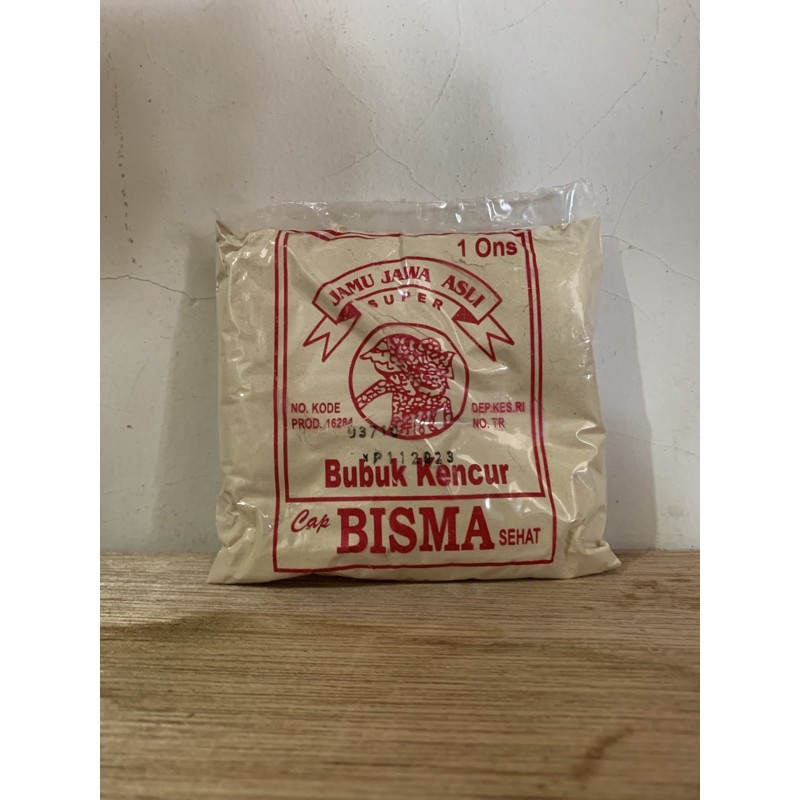 1 Ons
JAMU JAWA ASLI
SUPER
NO. KODE
PROD. 16284
DEP.KES.RI
NO. TR
Bubuk Kencur
Cap BISMA SEHAT